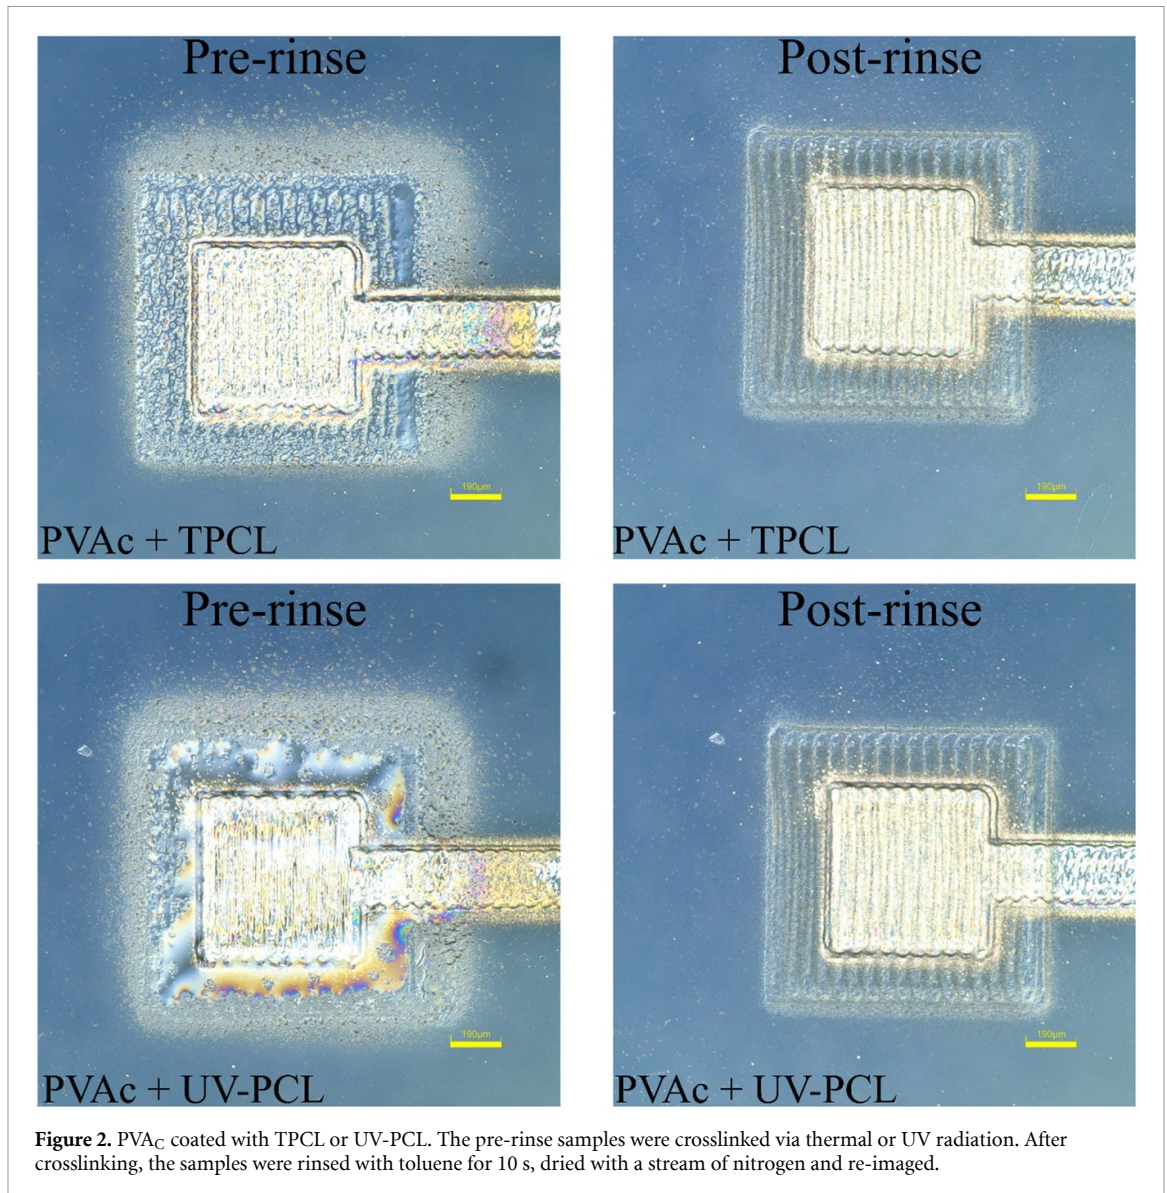 Pre-rinse
Post-rinse
190μm
190μm
PVAc + TPCL
PVAc + TPCL
Pre-rinse
Post-rinse
190μm
190μm
PVAc + UV-PCL
PVAc + UV-PCL
Figure 2. PVAC coated with TPCL or UV-PCL. The pre-rinse samples were crosslinked via thermal or UV radiation. After
crosslinking, the samples were rinsed with toluene for 10 s, dried with a stream of nitrogen and re-imaged.